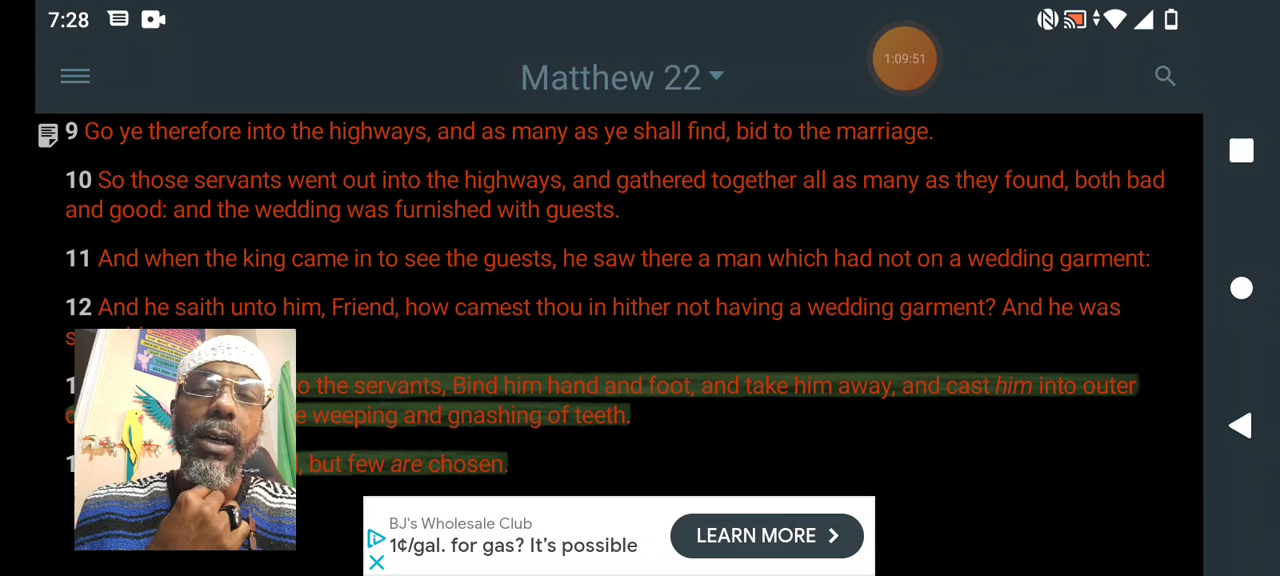 7:28
1:09:51
Matthew 22
9 Go ye therefore into the highways, and as many as ye shall find, bid to the marriage.
10 So those servants went out into the highways, and gathered together all as many as they found, both bad
and good: and the wedding was furnished with guests.
11 And when the king came in to see the guests, he saw there a man which had not on a wedding garment:
12 And he saith unto him, Friend, how camest thou in hither not having a wedding garment? And he was
the servants, Bind him hand and foot, and take him away, and cast him into outer
weeping and gnashing of teeth.
but few are chosen.
BJ's Wholesale Club
1¢/gal. for gas? It's possible
LEARN MORE